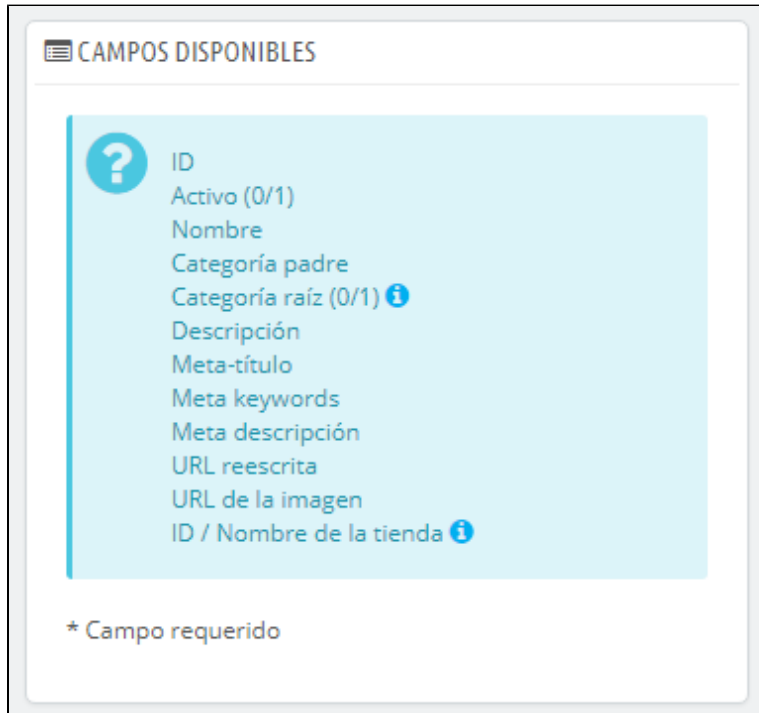 CAMPOS DISPONIBLES
ID
Activo (0/1)
Nombre
Categoría padre
Categoría raíz (0/1)
Descripción
Meta-título
Meta keywords
Meta descripción
URL reescrita
URL de la imagen
ID / Nombre de la tienda
* Campo requerido